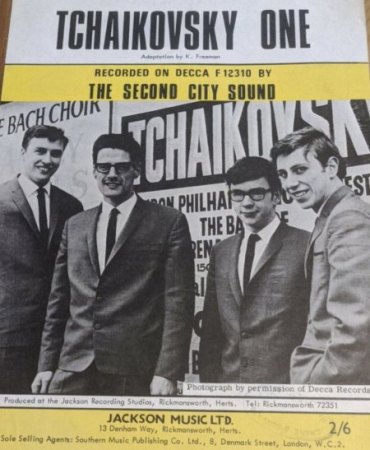 TCHAIKOVSKY ONE
Adaptation by K. Freeman
RECORDED ON DECCA F 12310 BY
THE SECOND CITY SOUND
E BACH CHOIR
TCHAIKOVSK
PHILHA
EST
THE BA
Photograph by permission of Decca Records
Produced at the Jackson Recording Studios, Rickmansworth, Herts. Tel: Rickmansworth 72351
JACKSON MUSIC LTD.
13 Denham Way, Rickmansworth, Herts.
2/6
Sole Selling Agents: Southern Music Publishing Co. Ltd., 8, Denmark Street, London, W.C.2.